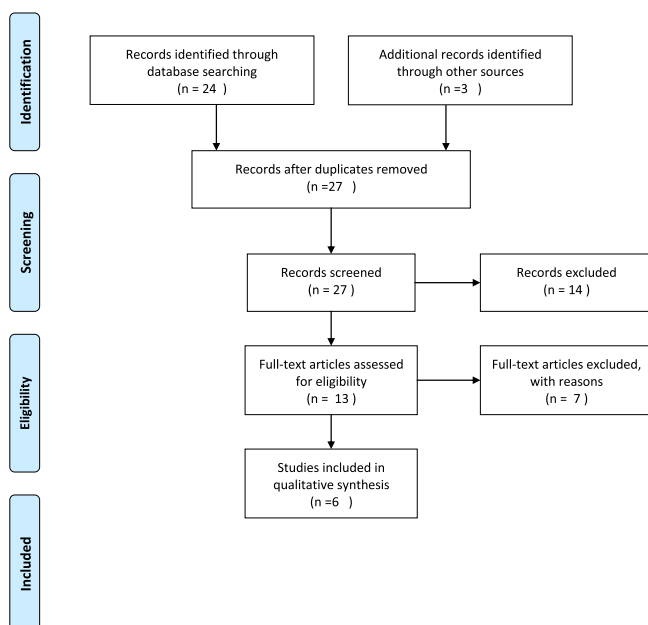 Identification
Records identified through
database searching
(n = 24 )
Additional records identified
through other sources
(n =3 )
Records after duplicates removed
(n =27 )
Screening
Records screened
(n = 27 )
Records excluded
(n = 14 )
Eligibility
Full-text articles assessed
for eligibility
(n = 13 )
Full-text articles excluded,
with reasons
(n = 7 )
Studies included in
qualitative synthesis
(n =6 )
Included